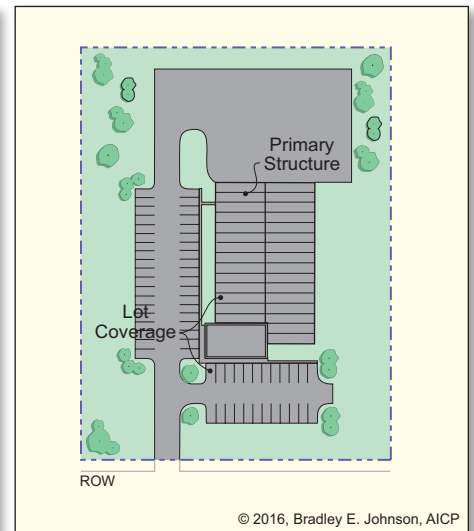 Primary
Structure
Lot
Coverage
ROW
© 2016, Bradley E. Johnson, AICP